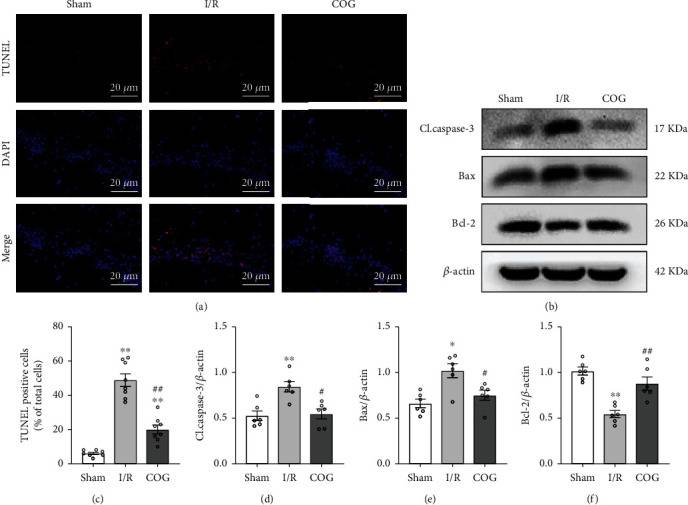 Sham I/R COG
TUNEL
20 μm 20 μm 20 μm
DAPI
20 μm 20 μm 20 μm
Merge
20 μm 20 μm 20 μm
(a)
Sham I/R COG
Cl.caspase-3 17 KDa
Bax 22 KDa
Bcl-2 26 KDa
β-actin 42 KDa
(b)
TUNEL positive cells
(% of total cells)
80
60
40
20
0
**
##
**
Sham I/R COG
(c)
Cl.caspase-3/β-actin
1.5
1.0
0.5
0.0
**
#
Sham I/R COG
(d)
Bax/β-actin
1.5
1.0
0.5
0.0
*
#
Sham I/R COG
(e)
Bcl-2/β-actin
1.5
1.0
0.5
0.0
**
##
Sham I/R COG
(f)